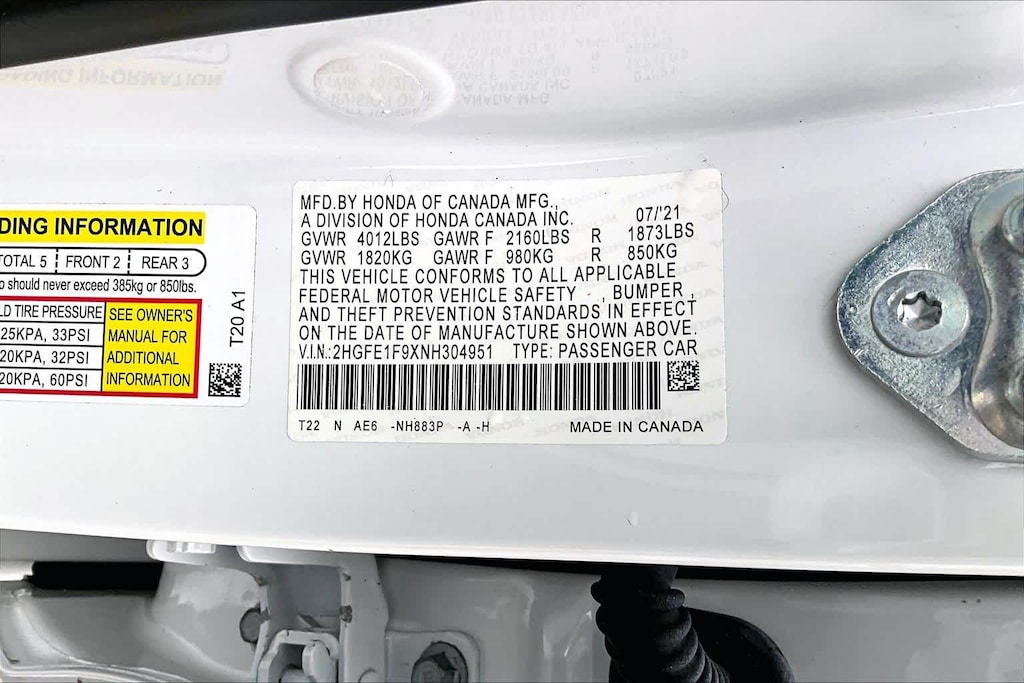 DING INFORMATION
TOTAL 5 FRONT 2 REAR 3
o should never exceed 385kg or 850lbs.
LD TIRE PRESSURE
25KPA, 33PSI
20KPA, 32PSI
20KPA, 60PSI
SEE OWNER'S
MANUAL FOR
ADDITIONAL
INFORMATION
T20 A1
MFD.BY HONDA OF CANADA MFG.,
A DIVISION OF HONDA CANADA INC. 07/'21
GVWR 4012LBS GAWR F 2160LBS R 1873LBS
GVWR 1820KG GAWR F 980KG R 850KG
THIS VEHICLE CONFORMS TO ALL APPLICABLE
FEDERAL MOTOR VEHICLE SAFETY , BUMPER ,
AND THEFT PREVENTION STANDARDS IN EFFECT
ON THE DATE OF MANUFACTURE SHOWN ABOVE.
V.I.N.:2HGFE1F9XNH304951 TYPE: PASSENGER CAR
T22 N AE6 -NH883P -A -H MADE IN CANADA